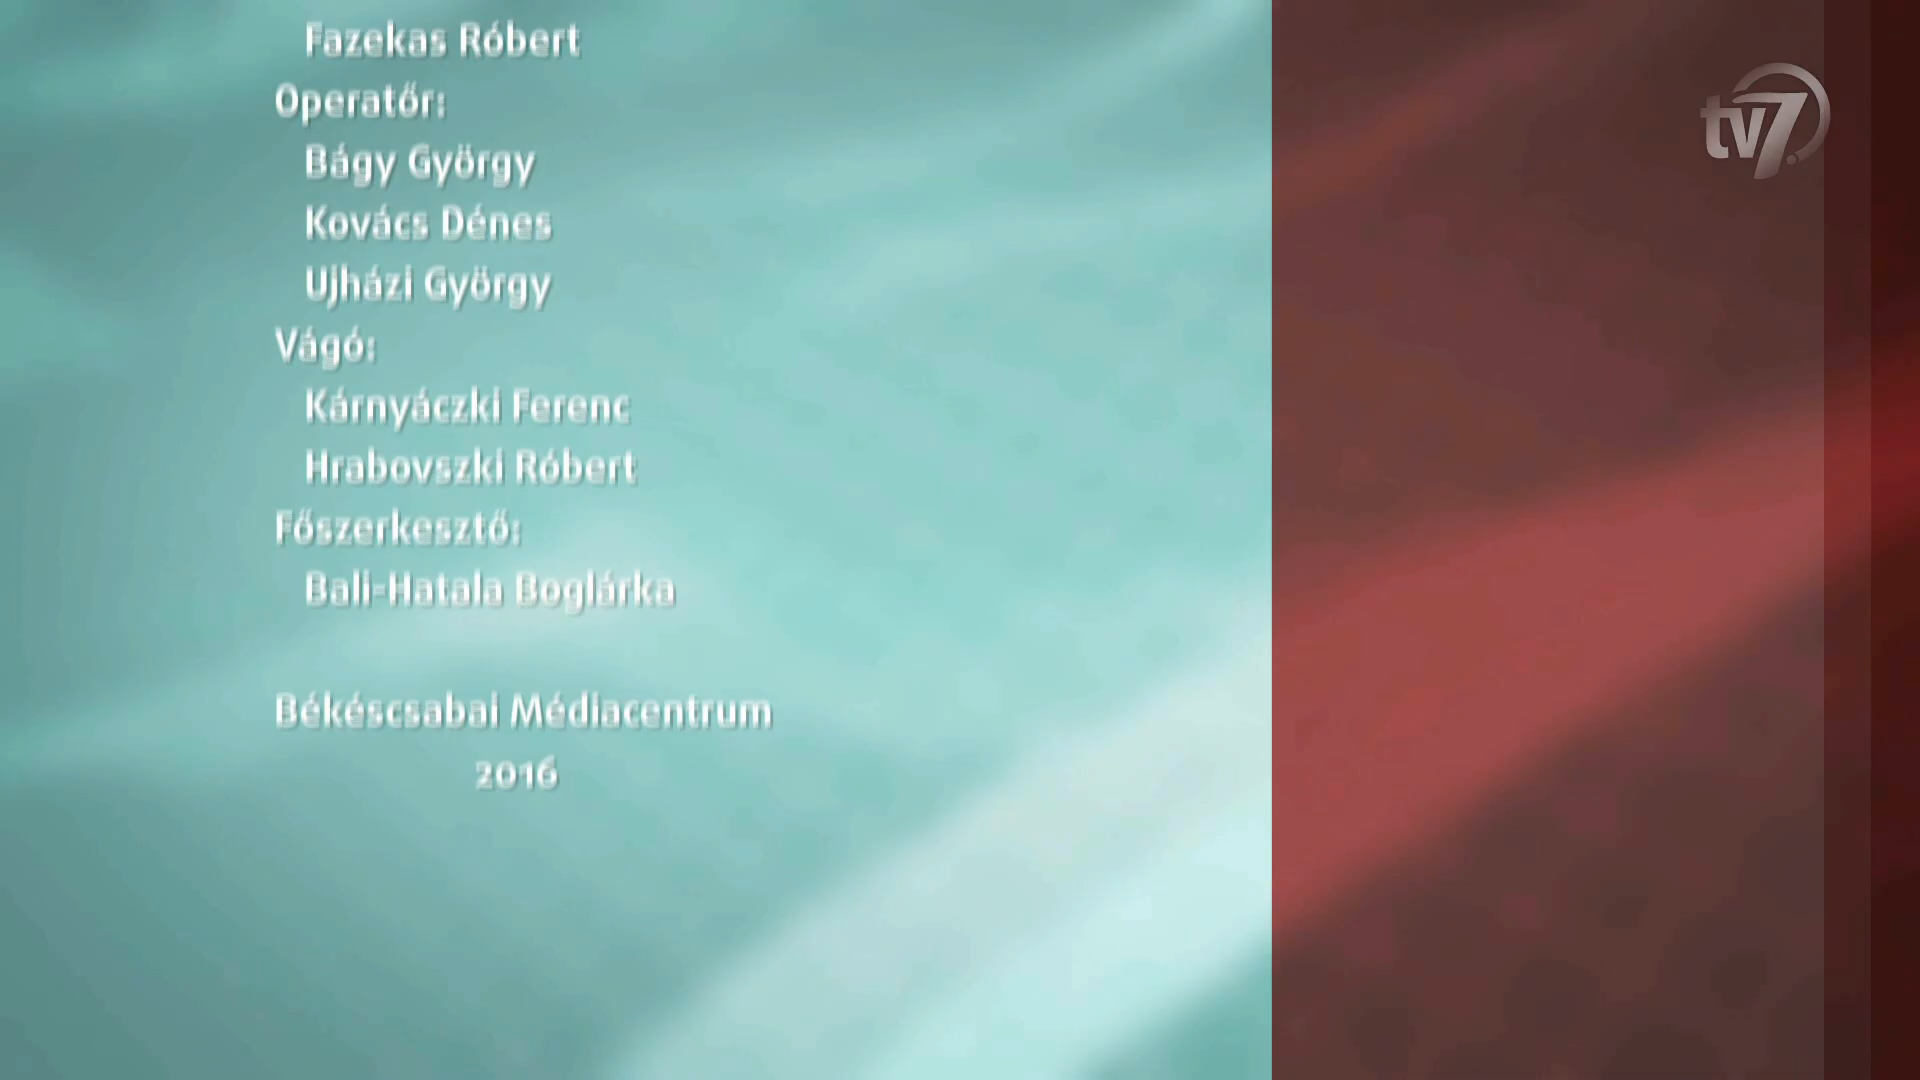 Fazekas Róbert
Operatőr:
Bágy György
Kovács Dénes
Ujházi György
Vágó:
Kárnyáczki Ferenc
Hrabovszki Róbert
Főszerkesztő:
Bali-Hatala Boglárka
Békéscsabai Médiacentrum
2016
tv7